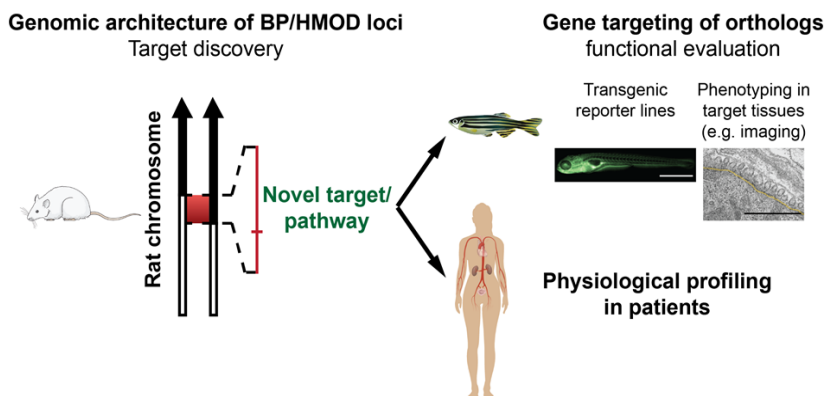 Genomic architecture of BP/HMOD loci
Target discovery
Rat chromosome
Novel target/
pathway
Gene targeting of orthologs
functional evaluation
Transgenic
reporter lines
Phenotyping in
target tissues
(e.g. imaging)
Physiological profiling
in patients